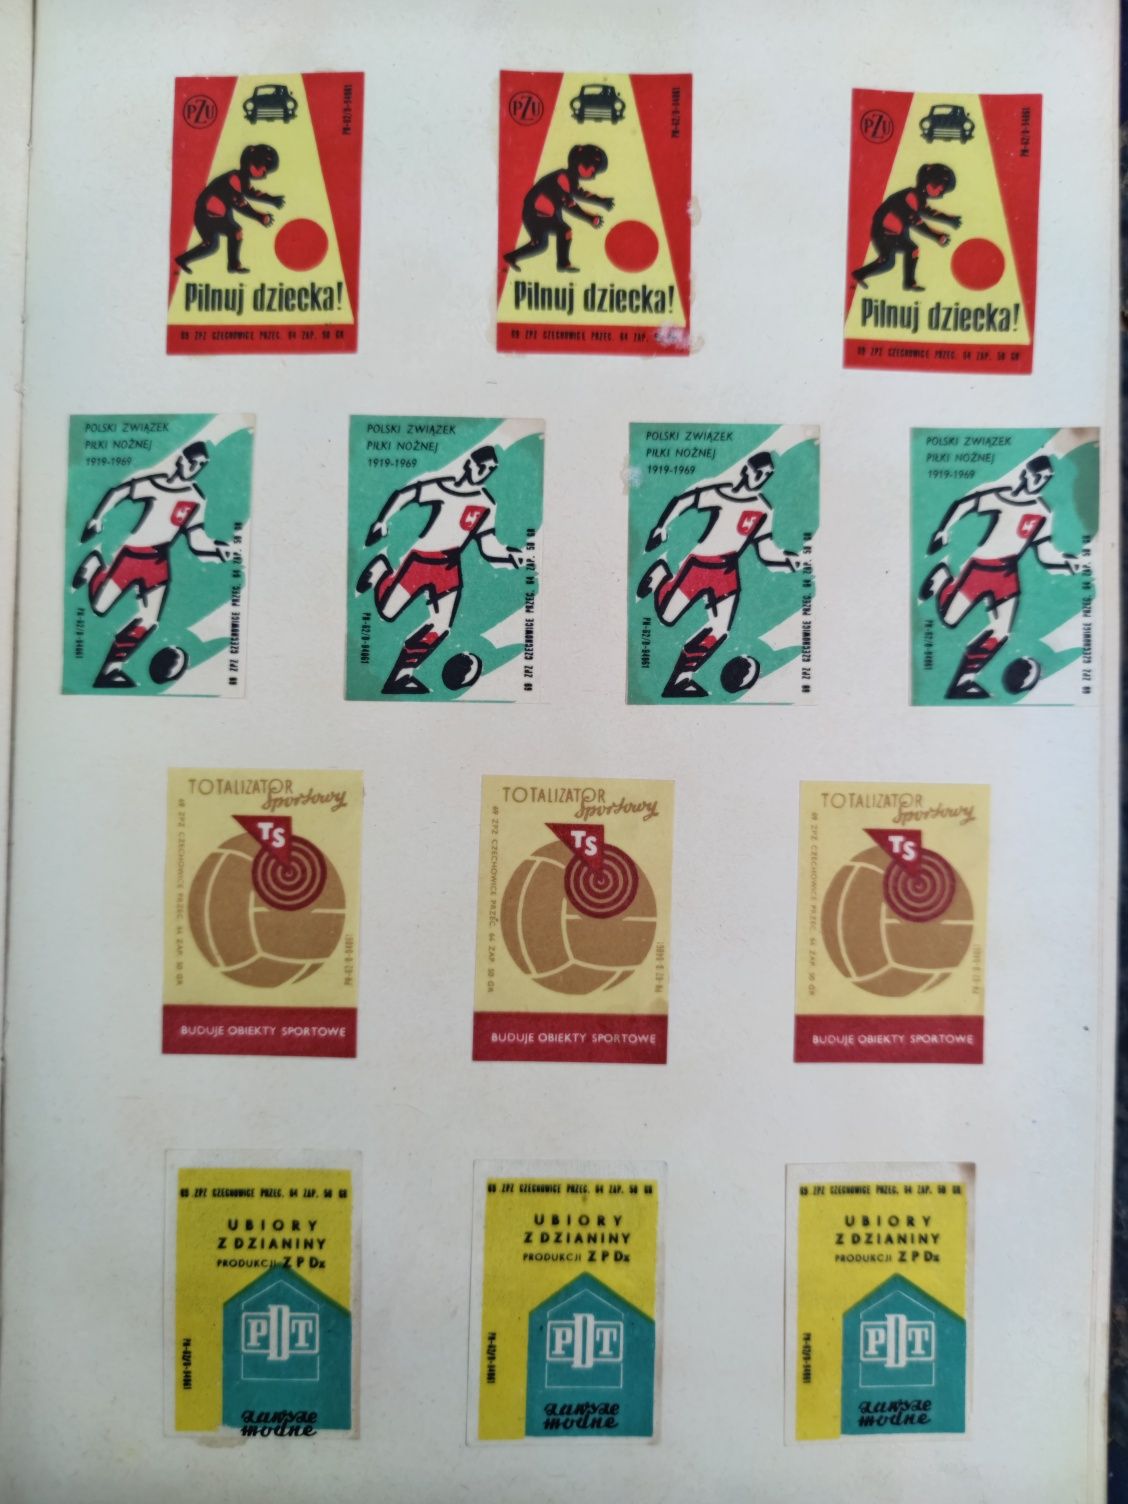 PZU
PN-62/O-94061
Pilnuj dziecka!
69 ZPZ CZECHOWICE PRZEC. 64 ZAP. 50 GR
PZU
PN-62/O-94061
Pilnuj dziecka!
69 ZPZ CZECHOWICE PRZEC. 64 ZAP. 50 GR
PZU
PN-62/O-94061
Pilnuj dziecka!
69 ZPZ CZECHOWICE PRZEC. 64 ZAP. 50 GR
POLSKI ZWIĄZEK
PIŁKI NOŻNEJ
1919-1969
PN-62/O-94061
69 ZPZ CZECHOWICE PRZEC. 64 ZAP. 50 GR
POLSKI ZWIĄZEK
PIŁKI NOŻNEJ
1919-1969
PN-62/O-94061
69 ZPZ CZECHOWICE PRZEC. 64 ZAP. 50 GR
POLSKI ZWIĄZEK
PIŁKI NOŻNEJ
1919-1969
PN-62/O-94061
69 ZPZ CZECHOWICE PRZEC. 64 ZAP. 50 GR
POLSKI ZWIĄZEK
PIŁKI NOŻNEJ
1919-1969
PN-62/O-94061
69 ZPZ CZECHOWICE PRZEC. 64 ZAP. 50 GR
TOTALIZATOR
Sportowy
TS
69 ZPZ CZECHOWICE PRZEC. 64 ZAP. 50 GR
PN-62/O-94061
BUDUJE OBIEKTY SPORTOWE
TOTALIZATOR
Sportowy
TS
69 ZPZ CZECHOWICE PRZEC. 64 ZAP. 50 GR
PN-62/O-94061
BUDUJE OBIEKTY SPORTOWE
TOTALIZATOR
Sportowy
TS
69 ZPZ CZECHOWICE PRZEC. 64 ZAP. 50 GR
PN-62/O-94061
BUDUJE OBIEKTY SPORTOWE
69 ZPZ CZECHOWICE PRZEC. 64 ZAP. 50 GR
UBIORY
Z DZIANINY
PRODUKCJI ZPDz
PDT
PN-62/O-94061
zawsze
modne
69 ZPZ CZECHOWICE PRZEC. 64 ZAP. 50 GR
UBIORY
Z DZIANINY
PRODUKCJI ZPDz
PDT
PN-62/O-94061
zawsze
modne
69 ZPZ CZECHOWICE PRZEC. 64 ZAP. 50 GR
UBIORY
Z DZIANINY
PRODUKCJI ZPDz
PDT
PN-62/O-94061
zawsze
modne